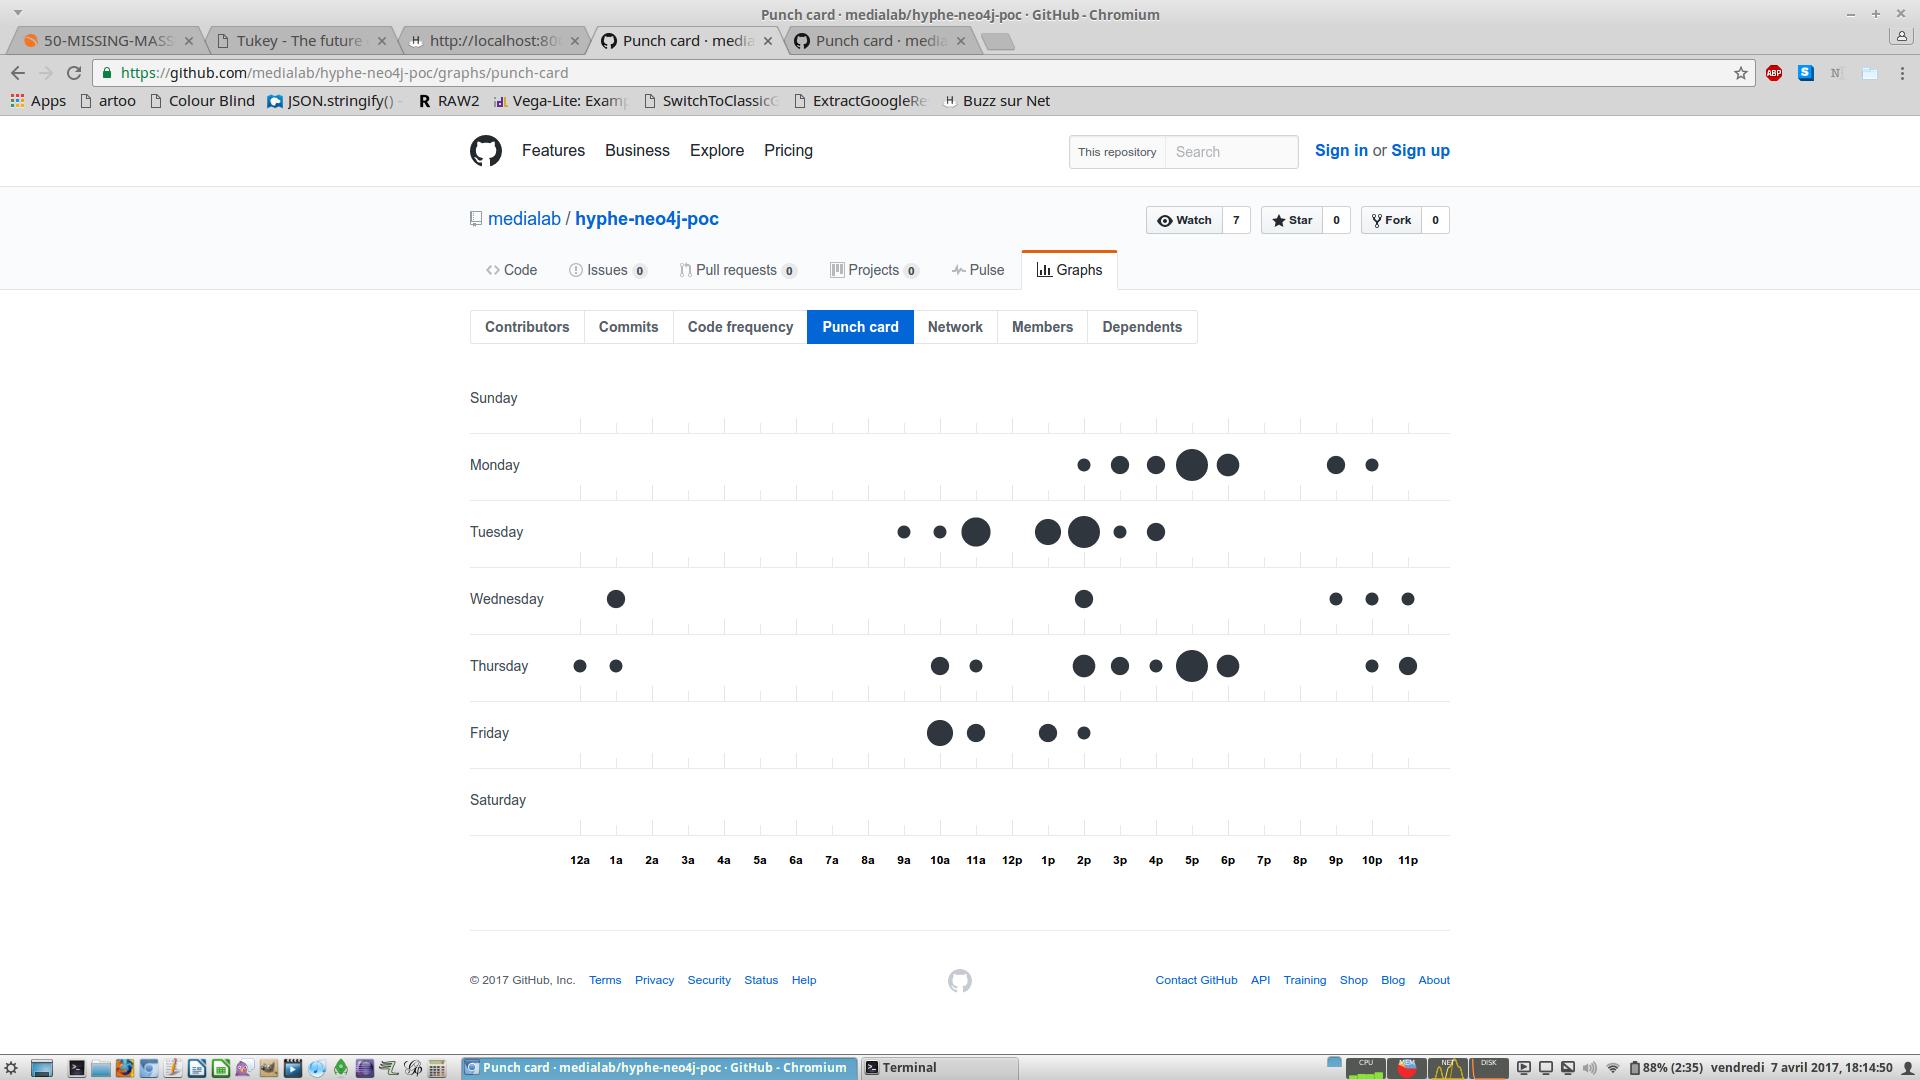 Punch card · medialab/hyphe-neo4j-poc · GitHub - Chromium
50-MISSING-MASS
Tukey - The future
http://localhost:80
Punch card · media
Punch card · media
https://github.com/medialab/hyphe-neo4j-poc/graphs/punch-card
ABP
Apps artoo Colour Blind JSON.stringify() R RAW2 Vega-Lite: Examp SwitchToClassicG ExtractGoogleRe H Buzz sur Net
Features Business Explore Pricing
This repository Search
Sign in or Sign up
medialab / hyphe-neo4j-poc
Watch 7 Star 0 Fork 0
Code Issues 0 Pull requests 0 Projects 0 Pulse Graphs
Contributors Commits Code frequency Punch card Network Members Dependents
Sunday
Monday
Tuesday
Wednesday
Thursday
Friday
Saturday
12a 1a 2a 3a 4a 5a 6a 7a 8a 9a 10a 11a 12p 1p 2p 3p 4p 5p 6p 7p 8p 9p 10p 11p
© 2017 GitHub, Inc. Terms Privacy Security Status Help
Contact GitHub API Training Shop Blog About
Punch card · medialab/hyphe-neo4j-poc · GitHub - Chromium
Terminal
CPU MEM NET DISK
88% (2:35) vendredi 7 avril 2017, 18:14:50